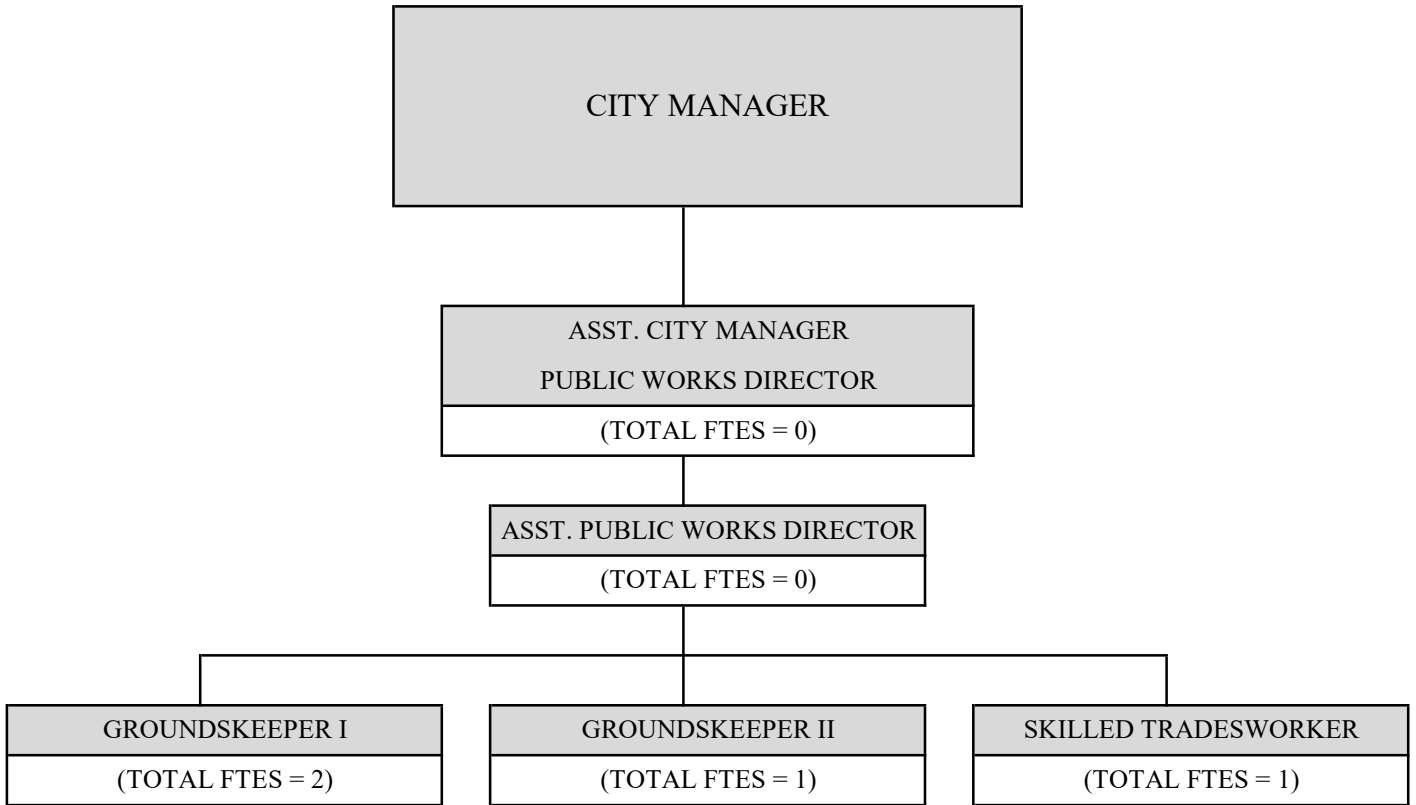 CITY MANAGER
ASST. CITY MANAGER
PUBLIC WORKS DIRECTOR
(TOTAL FTES = 0)
ASST. PUBLIC WORKS DIRECTOR
(TOTAL FTES = 0)
GROUNDSKEEPER I
(TOTAL FTES = 2)
GROUNDSKEEPER II
(TOTAL FTES = 1)
SKILLED TRADESWORKER
(TOTAL FTES = 1)